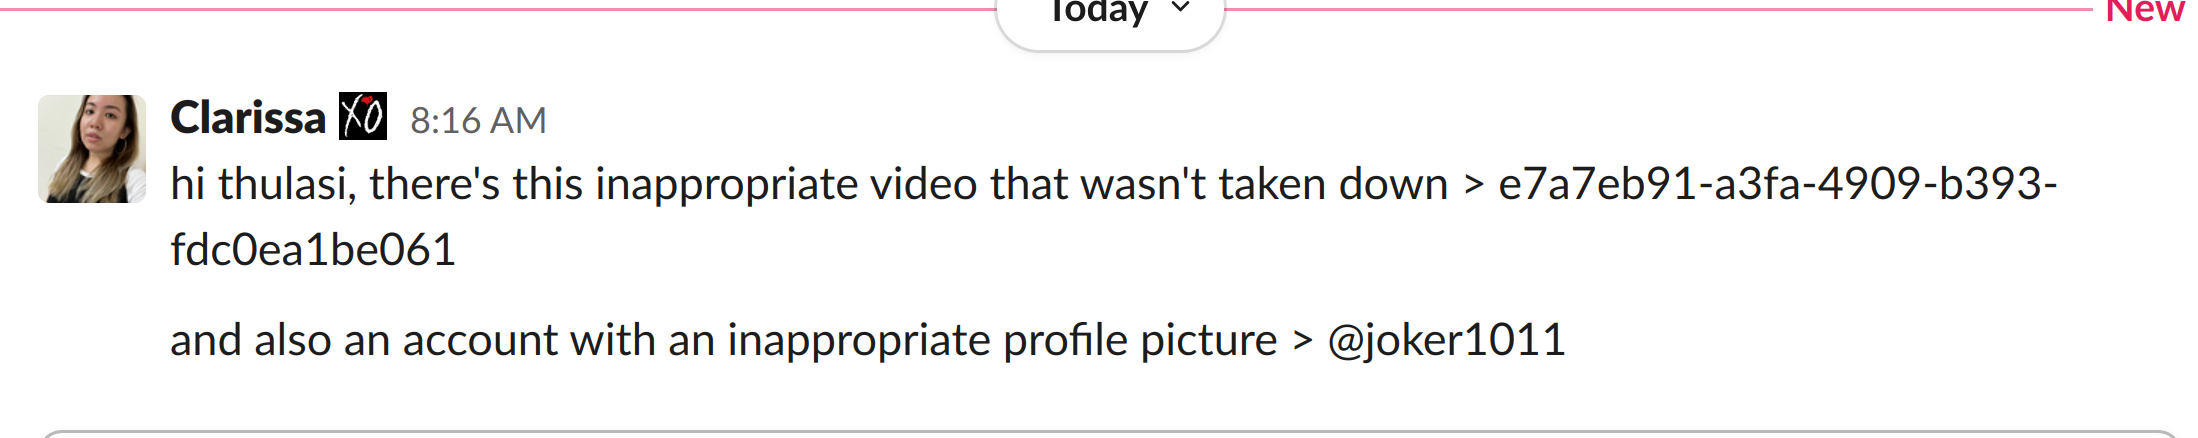 Today
New
Clarissa XO 8:16 AM
hi thulasi, there's this inappropriate video that wasn't taken down > e7a7eb91-a3fa-4909-b393-
fdc0ea1be061
and also an account with an inappropriate profile picture > @joker1011